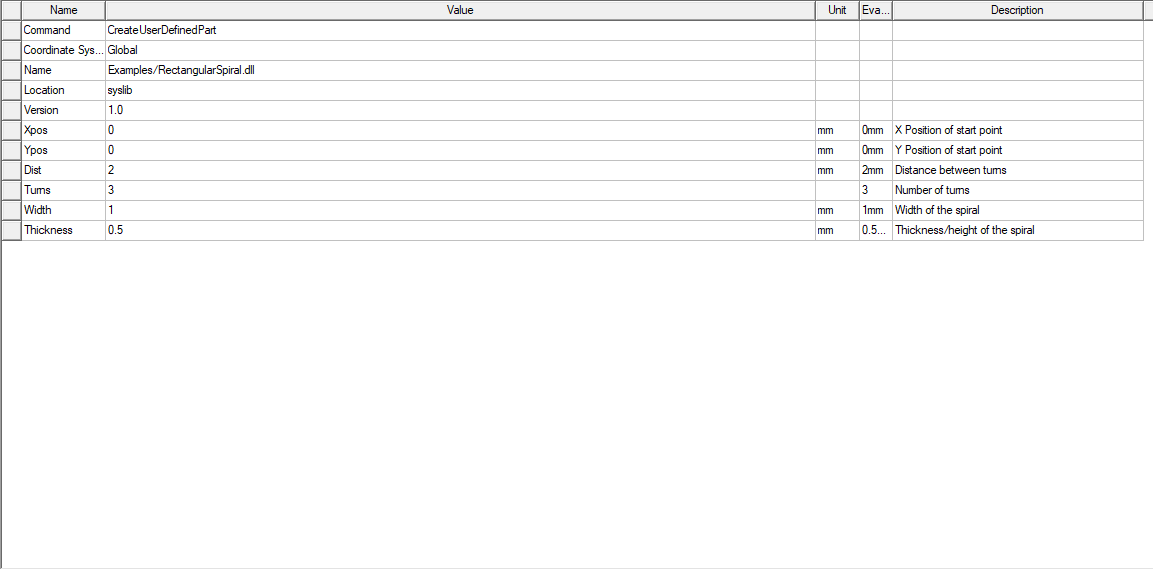 Name Value Unit Eva... Description
Command CreateUserDefinedPart
Coordinate Sys... Global
Name Examples/RectangularSpiral.dll
Location syslib
Version 1.0
Xpos 0 mm 0mm X Position of start point
Ypos 0 mm 0mm Y Position of start point
Dist 2 mm 2mm Distance between turns
Turns 3 3 Number of turns
Width 1 mm 1mm Width of the spiral
Thickness 0.5 mm 0.5... Thickness/height of the spiral